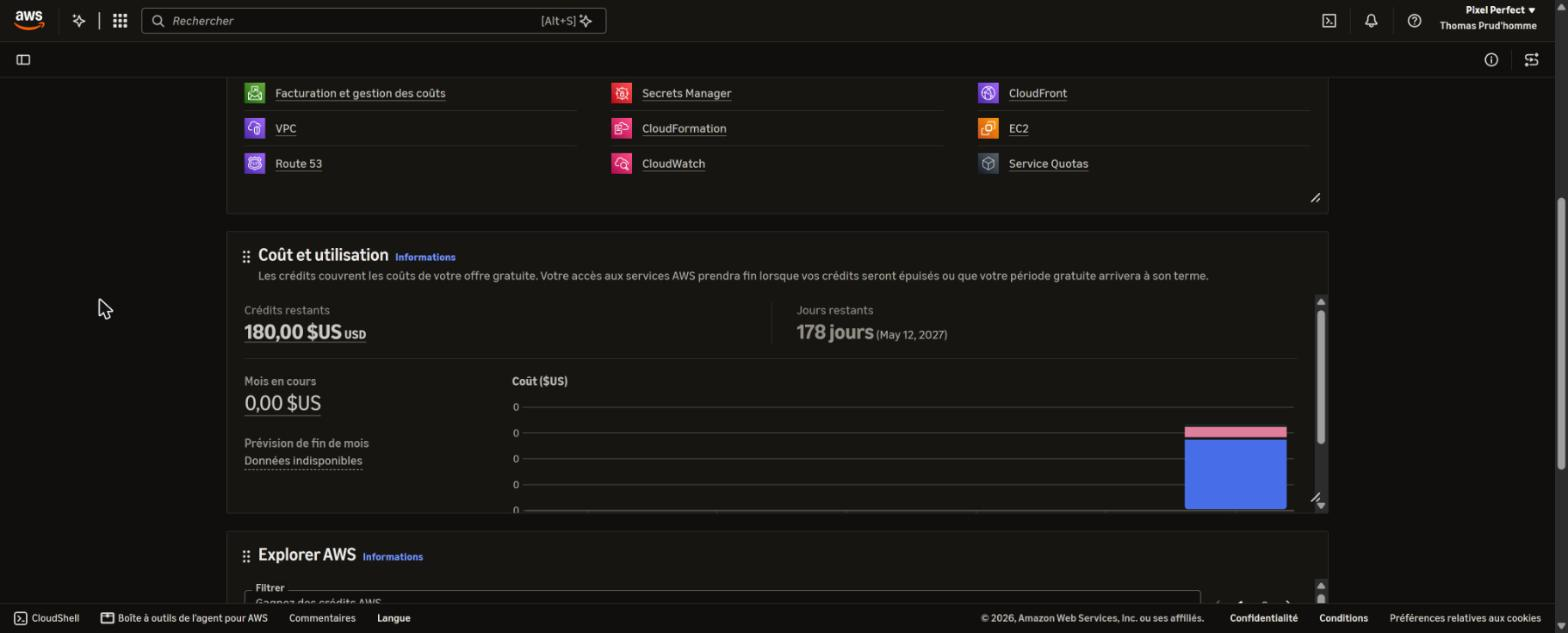 aws
Rechercher
[Alt+S]
Pixel Perfect
Thomas Prud'homme
Facturation et gestion des coûts
Secrets Manager
CloudFront
VPC
CloudFormation
EC2
Route 53
CloudWatch
Service Quotas
Coût et utilisation Informations
Les crédits couvrent les coûts de votre offre gratuite. Votre accès aux services AWS prendra fin lorsque vos crédits seront épuisés ou que votre période gratuite arrivera à son terme.
Crédits restants
180,00 $US USD
Jours restants
178 jours (May 12, 2027)
Mois en cours
0,00 $US
Prévision de fin de mois
Données indisponibles
Coût ($US)
0
0
0
0
0
Explorer AWS Informations
Filtrer
Gagnez des crédits AWS
CloudShell
Boîte à outils de l'agent pour AWS
Commentaires
Langue
© 2026, Amazon Web Services, Inc. ou ses affiliés.
Confidentialité
Conditions
Préférences relatives aux cookies